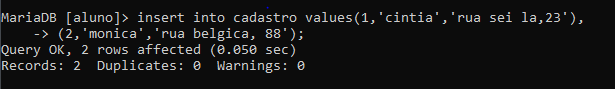 MariaDB [aluno]> insert into cadastro values(1,'cintia','rua sei la,23'),
    -> (2,'monica','rua belgica, 88');
Query OK, 2 rows affected (0.050 sec)
Records: 2  Duplicates: 0  Warnings: 0